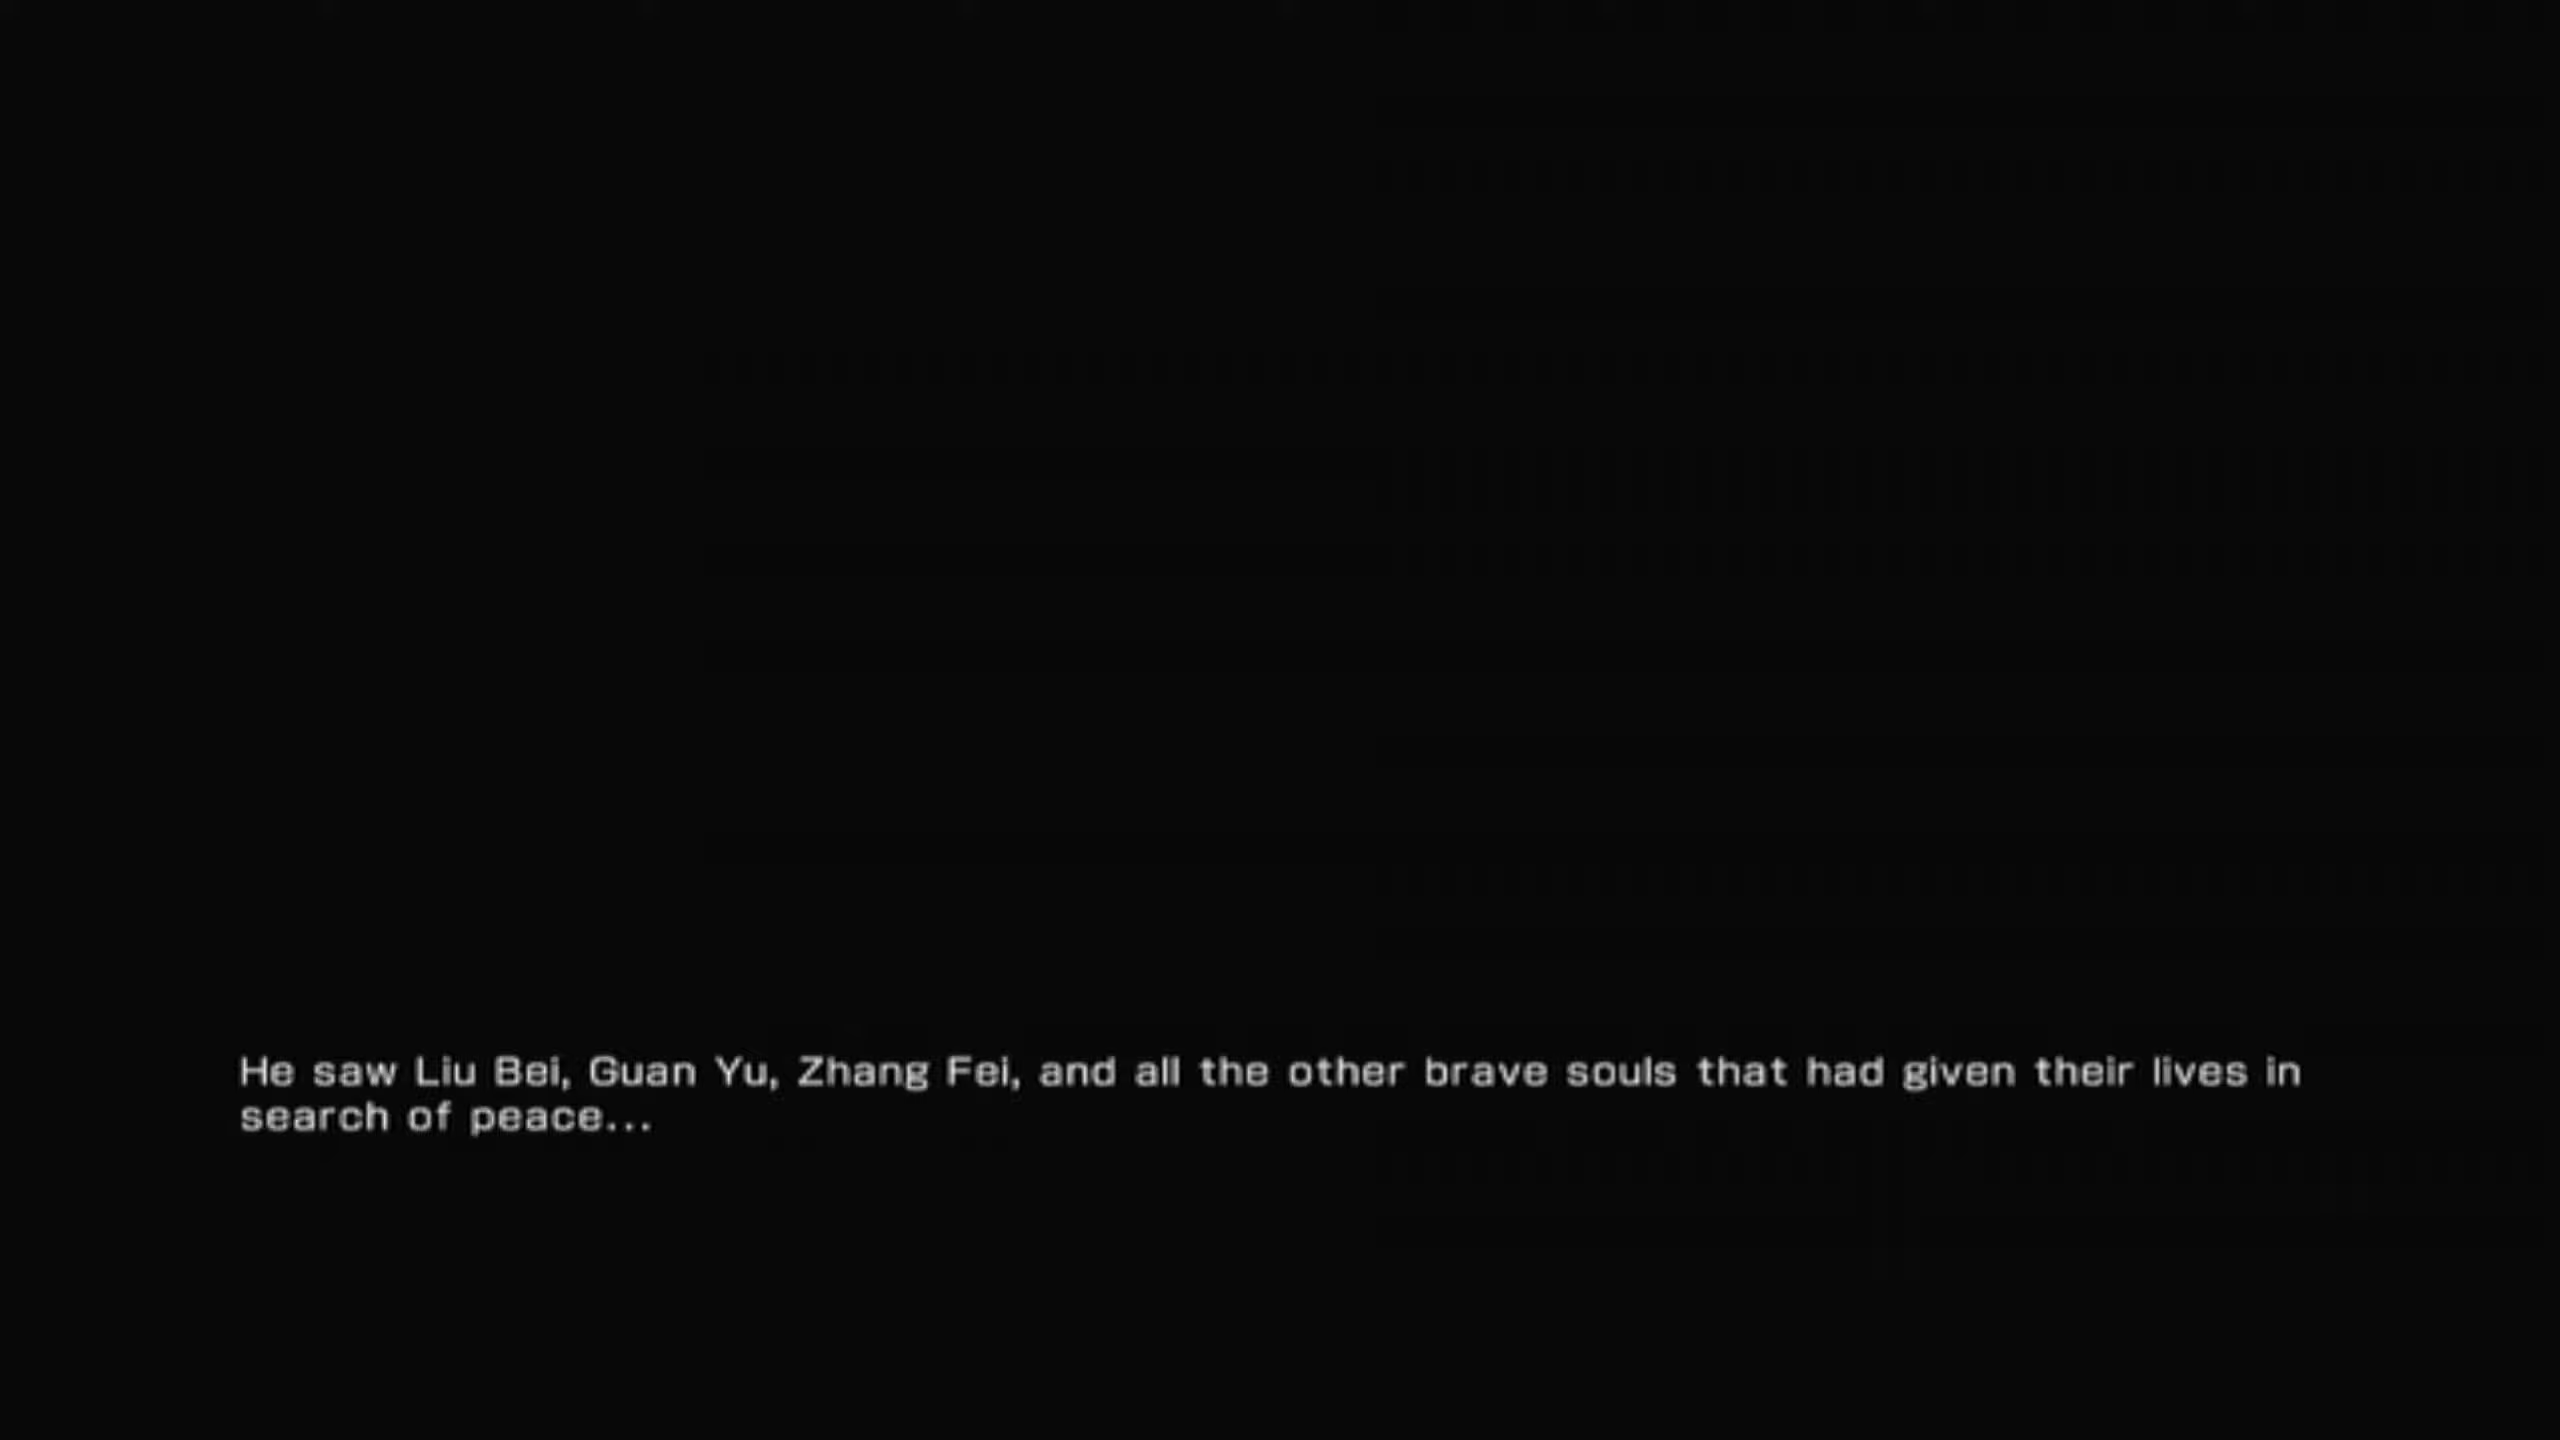 He saw Liu Bei, Guan Yu, Zhang Fei, and all the other brave souls that had given their lives in
search of peace...